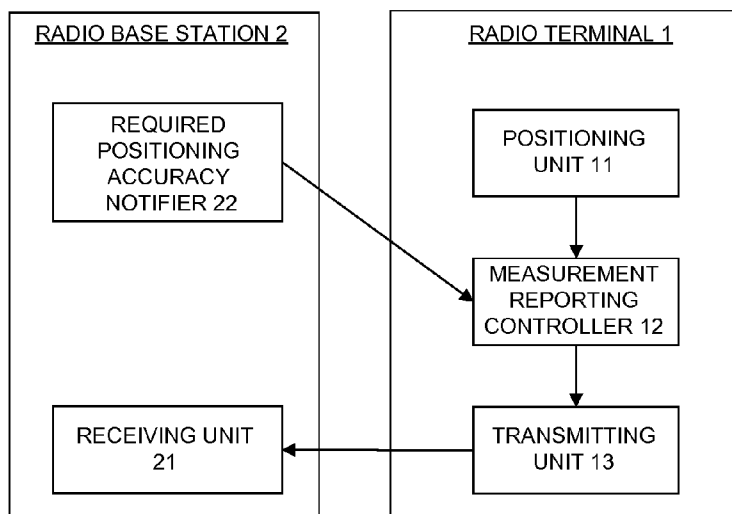 RADIO BASE STATION 2
REQUIRED
POSITIONING
ACCURACY
NOTIFIER 22
RECEIVING UNIT
21
RADIO TERMINAL 1
POSITIONING
UNIT 11
MEASUREMENT
REPORTING
CONTROLLER 12
TRANSMITTING
UNIT 13